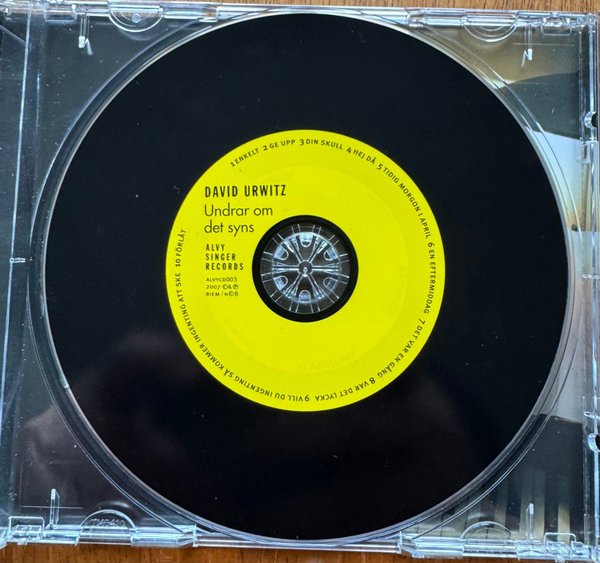 DAVID URWITZ
Undrar om
det syns
ALVY
SINGER
RECORDS
ALVYCD003
2007 ©&℗
BIEM/NCB
1 ENKELT 2 GE UPP 3 DIN SKULL 4 HEJ DÅ 5 TIDIG MORGON I APRIL 6 EN EFTERMIDDAG 7 DET VAR EN GÅNG 8 VAR DET LYCKA 9 VILL DU INGENTING SÅ KOMMER INGENTING ATT SKE 10 FÖRLÅT